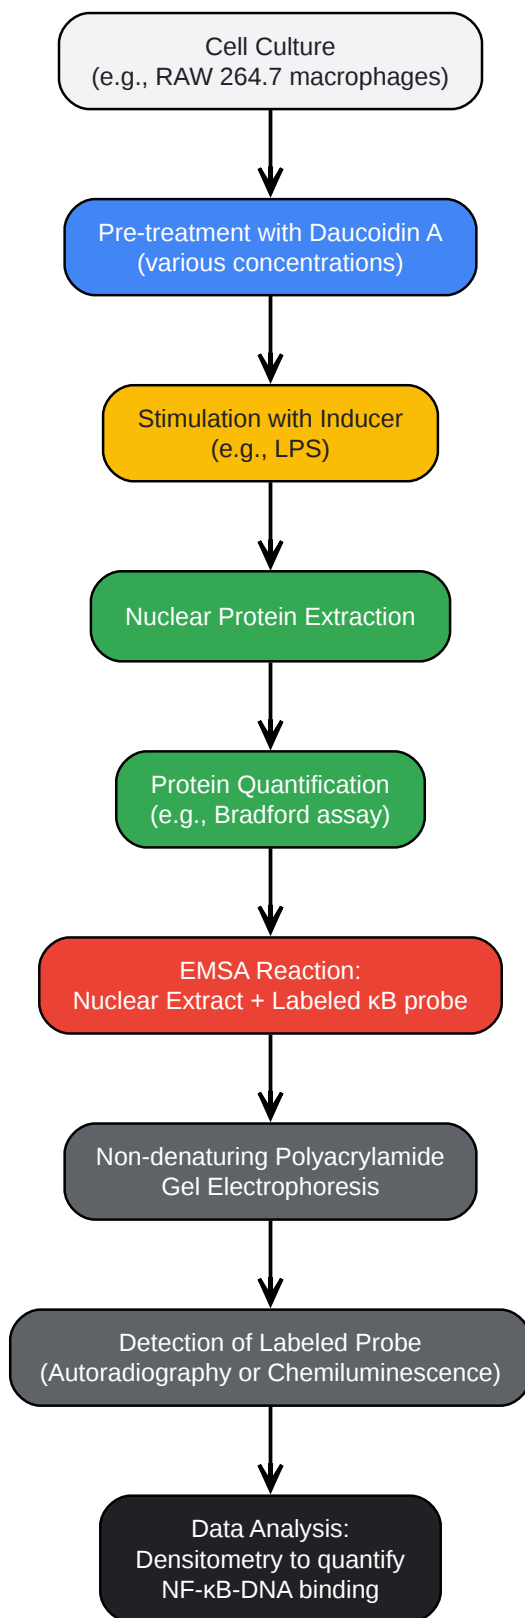 Cell Culture
(e.g., RAW 264.7 macrophages)
Pre-treatment with Daucoidin A
(various concentrations)
Stimulation with Inducer
(e.g., LPS)
Nuclear Protein Extraction
Protein Quantification
(e.g., Bradford assay)
EMSA Reaction:
Nuclear Extract + Labeled κB probe
Non-denaturing Polyacrylamide
Gel Electrophoresis
Detection of Labeled Probe
(Autoradiography or Chemiluminescence)
Data Analysis:
Densitometry to quantify
NF-κB-DNA binding